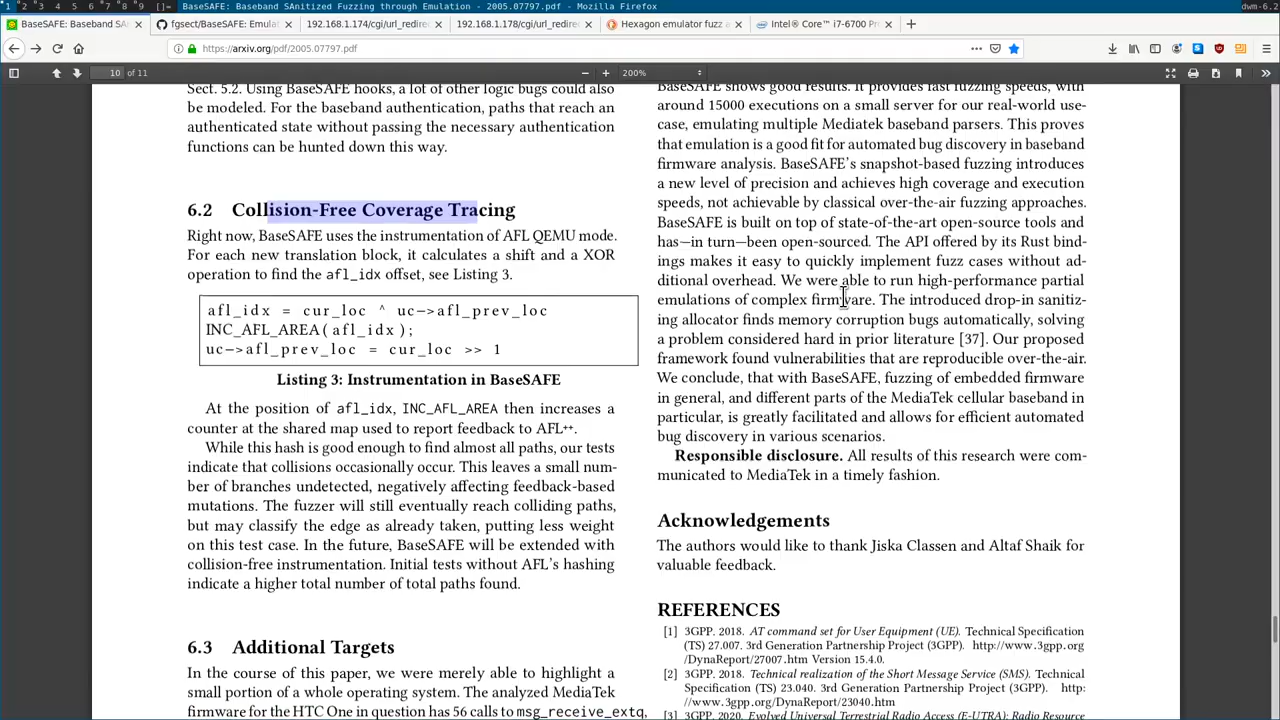 1 2 3 4 5 6 7 8 9 []= BaseSAFE: Baseband SAnitized Fuzzing through Emulation - 2005.07797.pdf - Mozilla Firefox dwm-6.2
BaseSAFE: Baseband SA
fgsect/BaseSAFE: Emula
192.168.1.174/cgi/url_redirec
192.168.1.178/cgi/url_redirec
Hexagon emulator fuzz a
Intel® Core™ i7-6700 Pr
https://arxiv.org/pdf/2005.07797.pdf
10 of 11
200%
Sect. 5.2. Using BaseSAFE hooks, a lot of other logic bugs could also
be modeled. For the baseband authentication, paths that reach an
authenticated state without passing the necessary authentication
functions can be hunted down this way.
6.2 Collision-Free Coverage Tracing
Right now, BaseSAFE uses the instrumentation of AFL QEMU mode.
For each new translation block, it calculates a shift and a XOR
operation to find the afl_idx offset, see Listing 3.
afl_idx = cur_loc ^ uc->afl_prev_loc
INC_AFL_AREA(afl_idx);
uc->afl_prev_loc = cur_loc >> 1
Listing 3: Instrumentation in BaseSAFE
At the position of afl_idx, INC_AFL_AREA then increases a
counter at the shared map used to report feedback to AFL++.
While this hash is good enough to find almost all paths, our tests
indicate that collisions occasionally occur. This leaves a small num-
ber of branches undetected, negatively affecting feedback-based
mutations. The fuzzer will still eventually reach colliding paths,
but may classify the edge as already taken, putting less weight
on this test case. In the future, BaseSAFE will be extended with
collision-free instrumentation. Initial tests without AFL's hashing
indicate a higher total number of total paths found.
6.3 Additional Targets
In the course of this paper, we were merely able to highlight a
small portion of a whole operating system. The analyzed MediaTek
firmware for the HTC One in question has 56 calls to msg_receive_extq,
BaseSAFE shows good results. It provides fast fuzzing speeds, with
around 15000 executions on a small server for our real-world use-
case, emulating multiple Mediatek baseband parsers. This proves
that emulation is a good fit for automated bug discovery in baseband
firmware analysis. BaseSAFE's snapshot-based fuzzing introduces
a new level of precision and achieves high coverage and execution
speeds, not achievable by classical over-the-air fuzzing approaches.
BaseSAFE is built on top of state-of-the-art open-source tools and
has—in turn—been open-sourced. The API offered by its Rust bind-
ings makes it easy to quickly implement fuzz cases without ad-
ditional overhead. We were able to run high-performance partial
emulations of complex firmware. The introduced drop-in sanitiz-
ing allocator finds memory corruption bugs automatically, solving
a problem considered hard in prior literature [37]. Our proposed
framework found vulnerabilities that are reproducible over-the-air.
We conclude, that with BaseSAFE, fuzzing of embedded firmware
in general, and different parts of the MediaTek cellular baseband in
particular, is greatly facilitated and allows for efficient automated
bug discovery in various scenarios.
Responsible disclosure. All results of this research were com-
municated to MediaTek in a timely fashion.
Acknowledgements
The authors would like to thank Jiska Classen and Altaf Shaik for
valuable feedback.
REFERENCES
[1] 3GPP. 2018. AT command set for User Equipment (UE). Technical Specification
(TS) 27.007. 3rd Generation Partnership Project (3GPP). http://www.3gpp.org
/DynaReport/27007.htm Version 15.4.0.
[2] 3GPP. 2018. Technical realization of the Short Message Service (SMS). Technical
Specification (TS) 23.040. 3rd Generation Partnership Project (3GPP). http:
//www.3gpp.org/DynaReport/23040.htm
[3] 3GPP. 2020. Evolved Universal Terrestrial Radio Access (E-UTRA); Radio Resource